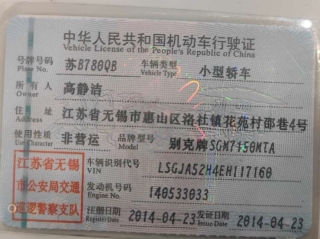 中华人民共和国机动车行驶证
Vehicle License of the People's Republic of China
号牌号码 苏B780QB 车辆类型 小型轿车
Plate No. Vehicle Type
所有人 高静洁
Owner
住址 江苏省无锡市惠山区洛社镇花苑村邵巷4号
使用性质 非营运 品牌型号 别克牌SGM7150MTA
Use Character Model
江苏省无锡 车辆识别代号 LSGJA52H4EH117160
VIN
市公安局交通 发动机号码 140533033
Engine No.
巡逻警察支队 注册日期 2014-04-23 发证日期 2014-04-23
Register Date Issue Date